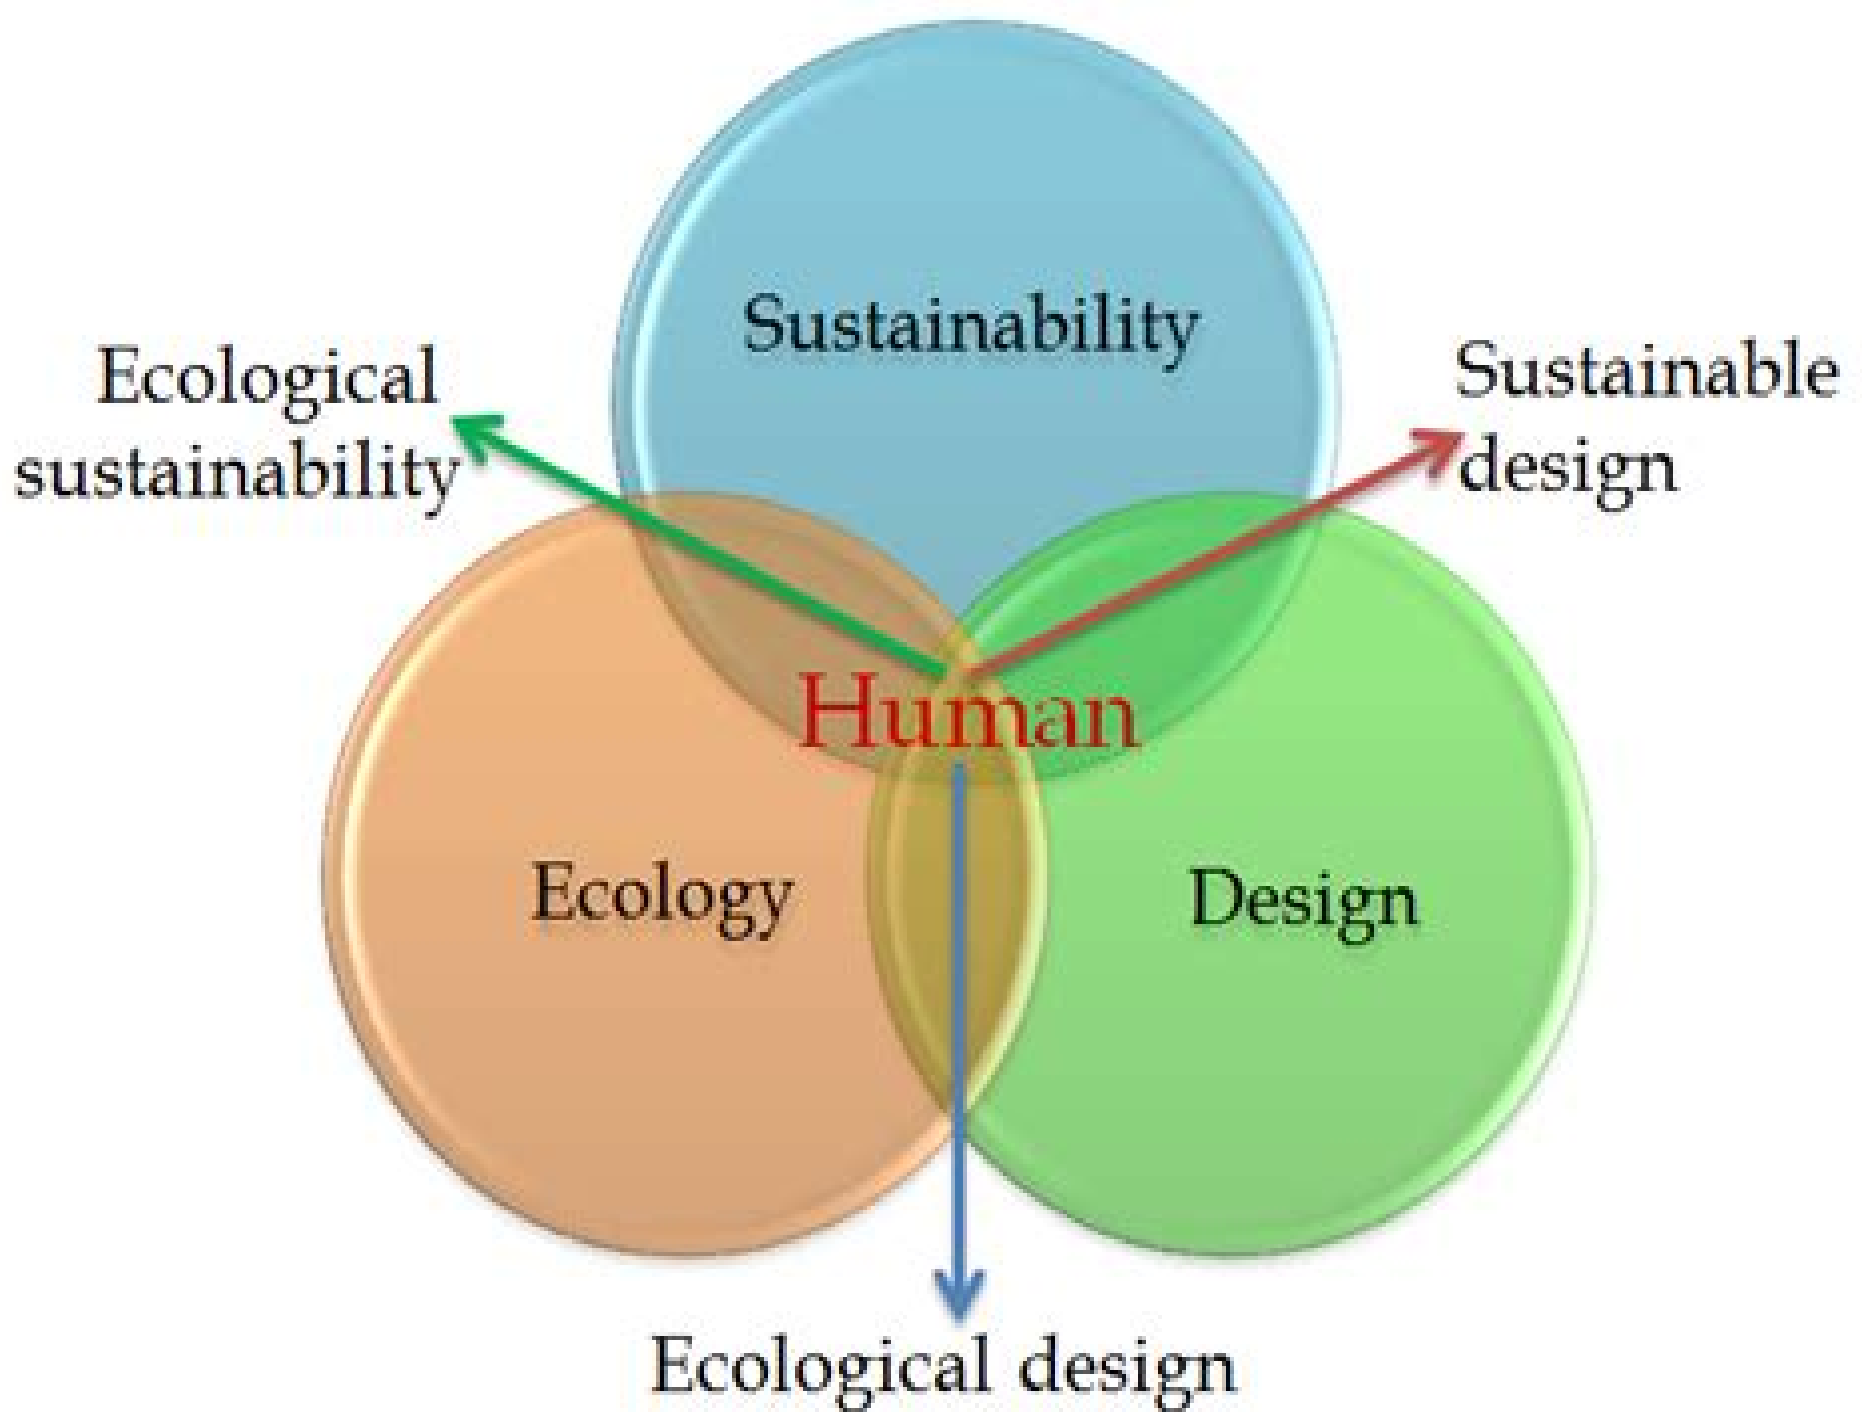 Sustainability
Ecological
sustainability
Sustainable
design
Human
Ecology
Design
Ecological design